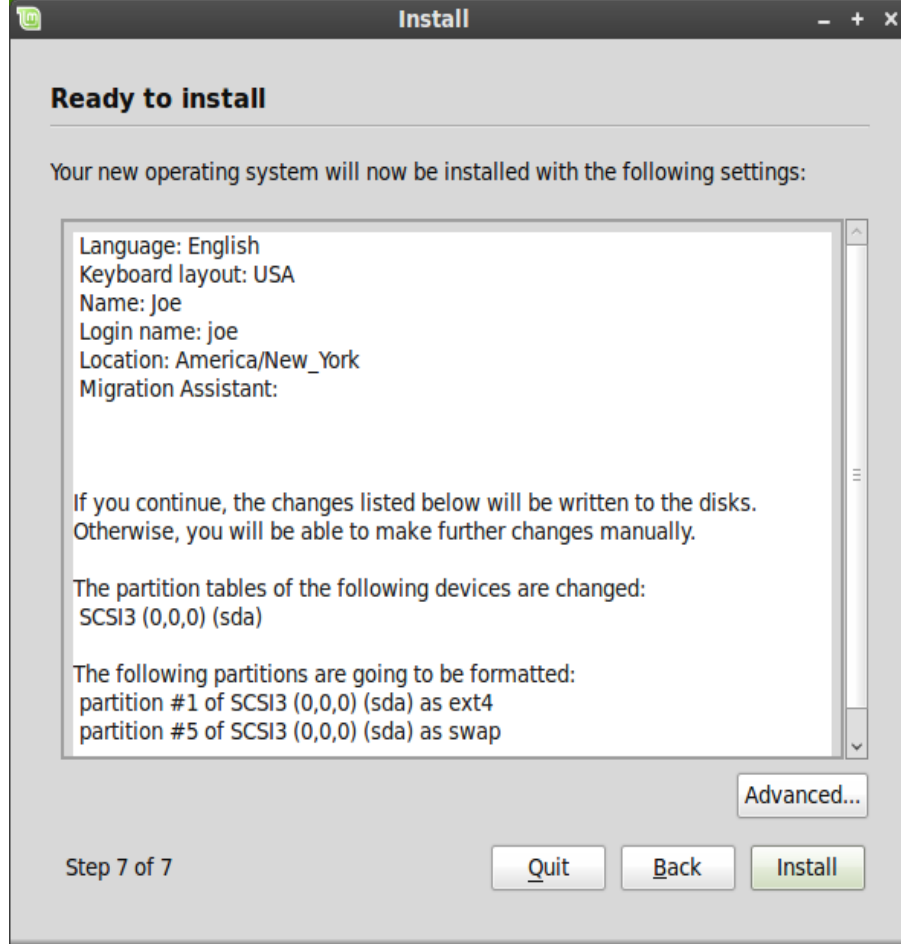 Install
Ready to install
Your new operating system will now be installed with the following settings:
Language: English
Keyboard layout: USA
Name: Joe
Login name: joe
Location: America/New_York
Migration Assistant:
If you continue, the changes listed below will be written to the disks.
Otherwise, you will be able to make further changes manually.
The partition tables of the following devices are changed:
SCSI3 (0,0,0) (sda)
The following partitions are going to be formatted:
partition #1 of SCSI3 (0,0,0) (sda) as ext4
partition #5 of SCSI3 (0,0,0) (sda) as swap
Advanced...
Step 7 of 7 Quit Back Install